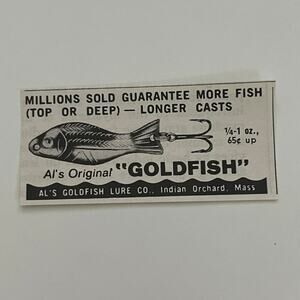 MILLIONS SOLD GUARANTEE MORE FISH
(TOP OR DEEP) — LONGER CASTS
¼-1 oz.,
65¢ up
Al's Original "GOLDFISH"
AL'S GOLDFISH LURE CO., Indian Orchard, Mass